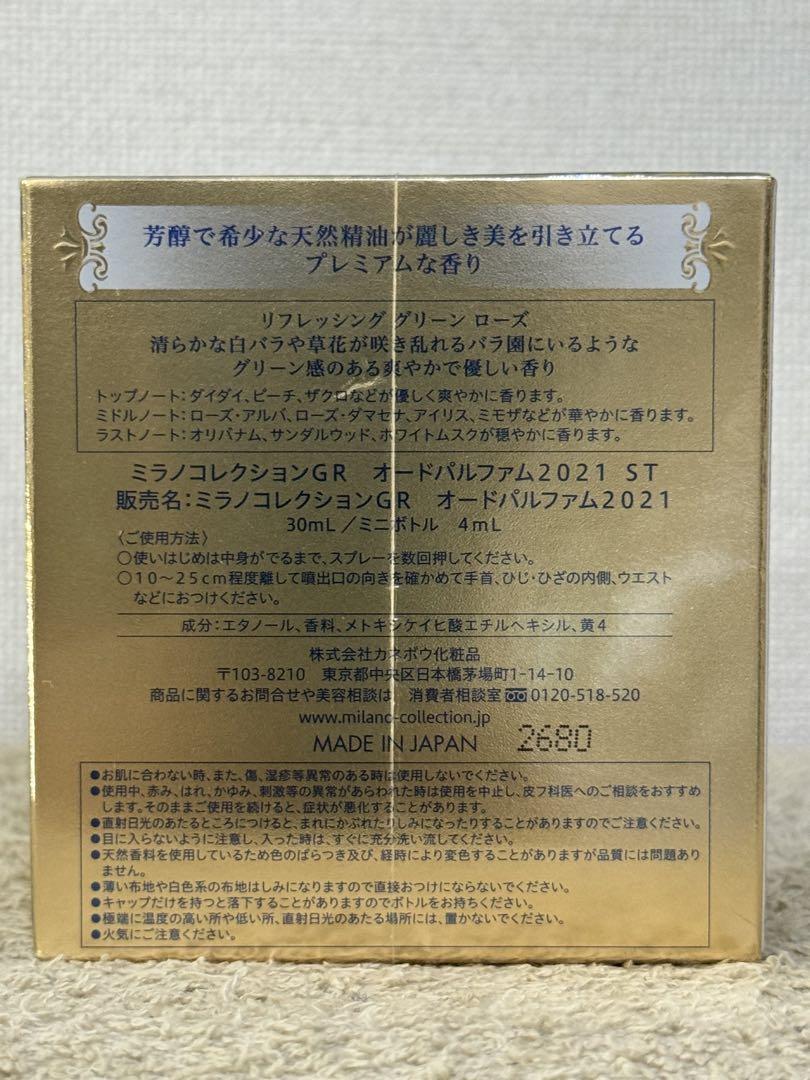 芳醇で希少な天然精油が麗しき美を引き立てる
プレミアムな香り
リフレッシング グリーン ローズ
清らかな白バラや草花が咲き乱れるバラ園にいるような
グリーン感のある爽やかで優しい香り
トップノート：ダイダイ、ピーチ、ザクロなどが優しく爽やかに香ります。
ミドルノート：ローズ・アルバ、ローズ・ダマセナ、アイリス、ミモザなどが華やかに香ります。
ラストノート：オリバナム、サンダルウッド、ホワイトムスクが穏やかに香ります。
ミラノコレクションGR オードパルファム2021 ST
販売名：ミラノコレクションGR オードパルファム2021
30mL／ミニボトル 4mL
〈ご使用方法〉
○使いはじめは中身がでるまで、スプレーを数回押してください。
○10〜25cm程度離して噴出口の向きを確かめて手首、ひじ・ひざの内側、ウエスト
などにおつけください。
成分：エタノール、香料、メトキシケイヒ酸エチルヘキシル、黄4
株式会社カネボウ化粧品
〒103-8210 東京都中央区日本橋茅場町1-14-10
商品に関するお問合せや美容相談は、消費者相談室 0120-518-520
www.milano-collection.jp
MADE IN JAPAN 2680
●お肌に合わない時、また、傷、湿疹等異常のある時は使用しないでください。
●使用中、赤み、はれ、かゆみ、刺激等の異常があらわれた時は使用を中止し、皮フ科医へのご相談をおすすめ
します。そのままご使用を続けると、症状が悪化することがあります。
●直射日光のあたるところにつけると、まれにかぶれたりしみになったりすることがありますのでご注意ください。
●目に入らないように注意し、入った時は、すぐに充分洗い流してください。
●天然香料を使用しているため色のばらつき及び、経時により変色することがありますが品質には問題あり
ません。
●薄い布地や白色系の布地はしみになりますので直接おつけにならないでください。
●キャップだけを持つと落下することがありますのでボトルをお持ちください。
●極端に温度の高い所や低い所、直射日光のあたる場所には、置かないでください。
●火気にご注意ください。